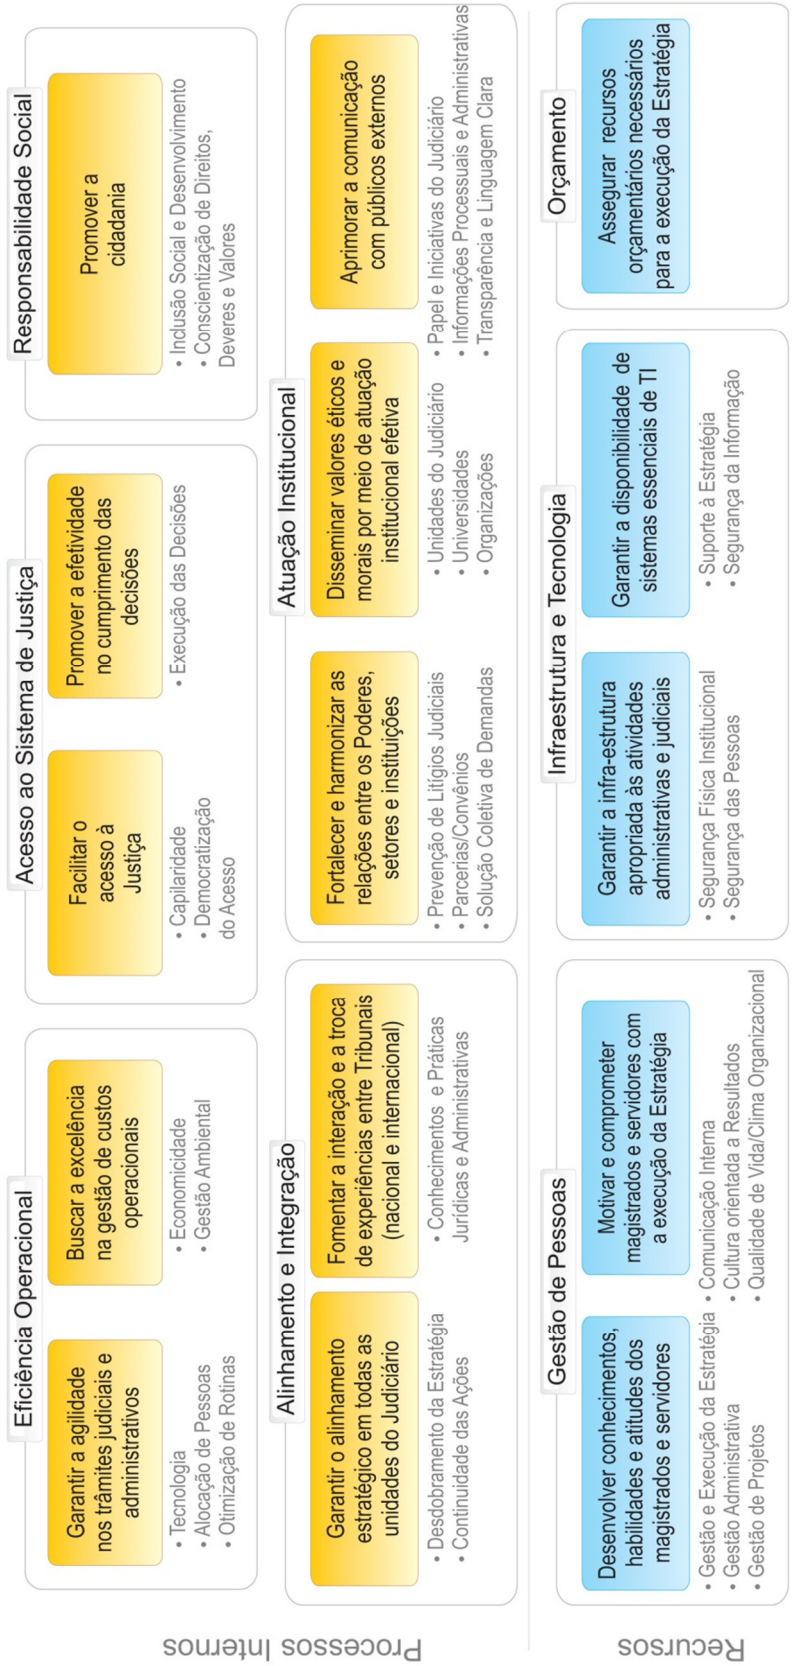 Processos Internos
Eficiência Operacional
Garantir a agilidade
nos trâmites judiciais e
administrativos
• Tecnologia
• Alocação de Pessoas
• Otimização de Rotinas
Buscar a excelência
na gestão de custos
operacionais
• Economicidade
• Gestão Ambiental
Acesso ao Sistema de Justiça
Facilitar o
acesso à
Justiça
• Capilaridade
• Democratização
do Acesso
Promover a efetividade
no cumprimento das
decisões
• Execução das Decisões
Responsabilidade Social
Promover a
cidadania
• Inclusão Social e Desenvolvimento
• Conscientização de Direitos,
Deveres e Valores
Alinhamento e Integração
Garantir o alinhamento
estratégico em todas as
unidades do Judiciário
• Desdobramento da Estratégia
• Continuidade das Ações
Fomentar a interação e a troca
de experiências entre Tribunais
(nacional e internacional)
• Conhecimentos e Práticas
Jurídicas e Administrativas
Atuação Institucional
Fortalecer e harmonizar as
relações entre os Poderes,
setores e instituições
• Prevenção de Litígios Judiciais
• Parcerias/Convênios
• Solução Coletiva de Demandas
Disseminar valores éticos e
morais por meio de atuação
institucional efetiva
• Unidades do Judiciário
• Universidades
• Organizações
Aprimorar a comunicação
com públicos externos
• Papel e Iniciativas do Judiciário
• Informações Processuais e Administrativas
• Transparência e Linguagem Clara
Recursos
Gestão de Pessoas
Desenvolver conhecimentos,
habilidades e atitudes dos
magistrados e servidores
• Gestão e Execução da Estratégia
• Gestão Administrativa
• Gestão de Projetos
Motivar e comprometer
magistrados e servidores com
a execução da Estratégia
• Comunicação Interna
• Cultura orientada a Resultados
• Qualidade de Vida/Clima Organizacional
Infraestrutura e Tecnologia
Garantir a infra-estrutura
apropriada às atividades
administrativas e judiciais
• Segurança Física Institucional
• Segurança das Pessoas
Garantir a disponibilidade de
sistemas essenciais de TI
• Suporte à Estratégia
• Segurança da Informação
Orçamento
Assegurar recursos
orçamentários necessários
para a execução da Estratégia